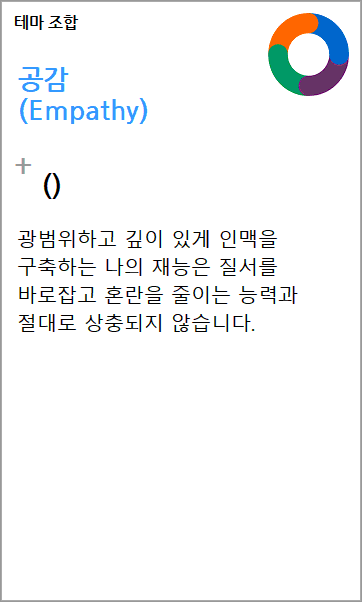 테마 조합
공감
(Empathy)
+
()
광범위하고 깊이 있게 인맥을
구축하는 나의 재능은 질서를
바로잡고 혼란을 줄이는 능력과
절대로 상충되지 않습니다.